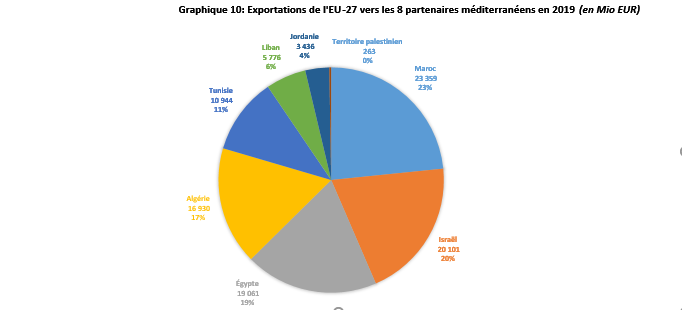 Graphique 10: Exportations de l'EU-27 vers les 8 partenaires méditerranéens en 2019 (en Mio EUR)
Territoire palestinien
263
0%
Maroc
23 359
23%
Israël
20 101
20%
Égypte
19 061
19%
Algérie
16 930
17%
Tunisie
10 944
11%
Liban
5 776
6%
Jordanie
3 436
4%